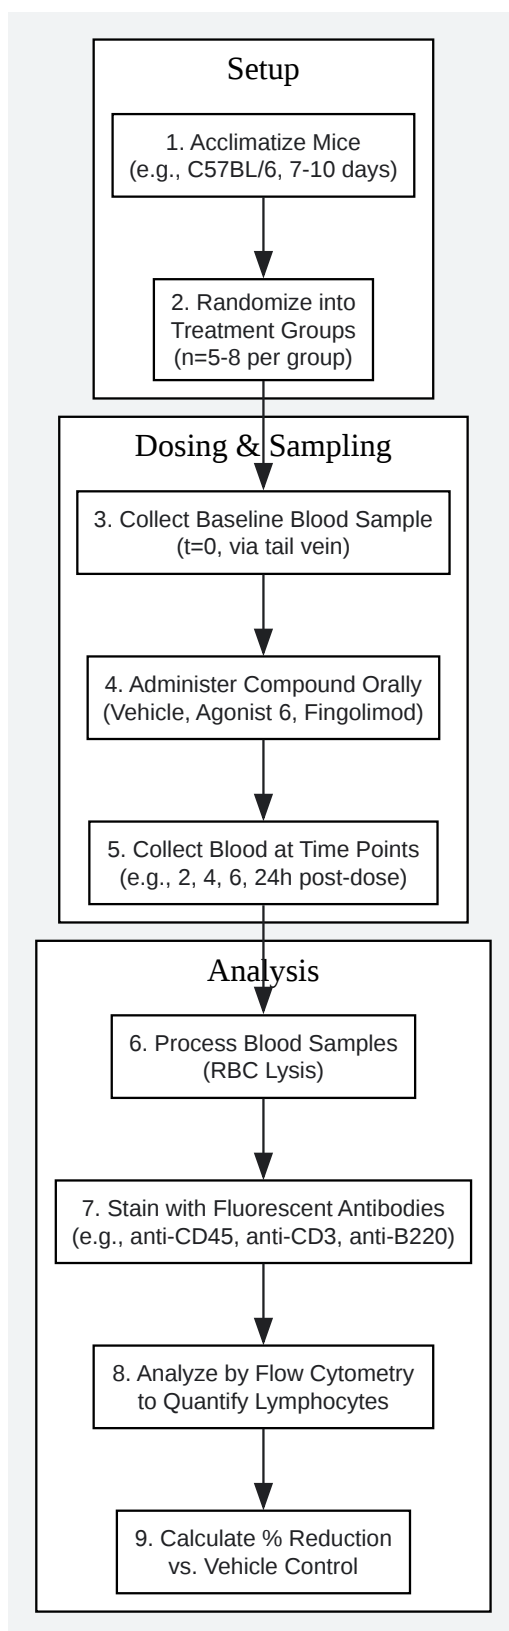 Setup
1. Acclimatize Mice
(e.g., C57BL/6, 7-10 days)
2. Randomize into
Treatment Groups
(n=5-8 per group)
Dosing & Sampling
3. Collect Baseline Blood Sample
(t=0, via tail vein)
4. Administer Compound Orally
(Vehicle, Agonist 6, Fingolimod)
5. Collect Blood at Time Points
(e.g., 2, 4, 6, 24h post-dose)
Analysis
6. Process Blood Samples
(RBC Lysis)
7. Stain with Fluorescent Antibodies
(e.g., anti-CD45, anti-CD3, anti-B220)
8. Analyze by Flow Cytometry
to Quantify Lymphocytes
9. Calculate % Reduction
vs. Vehicle Control